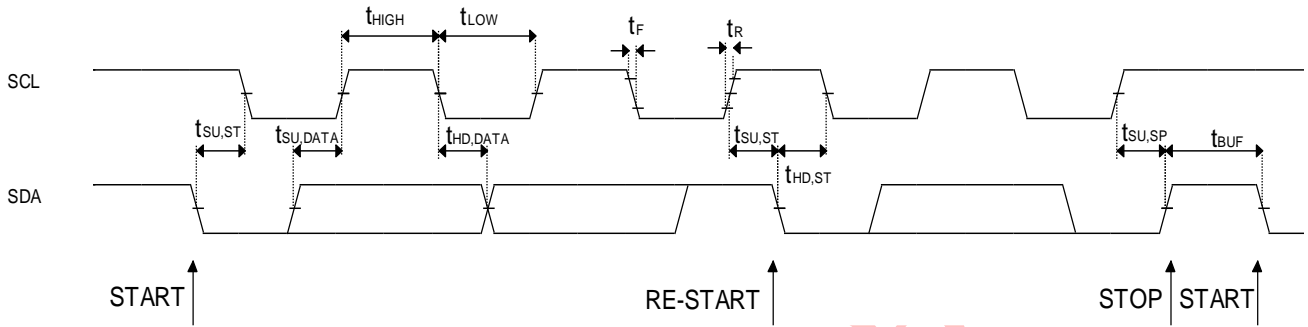 tHIGH tLOW tF tR
SCL
tSU,ST tSU,DATA tHD,DATA tSU,ST tSU,SP tBUF
tHD,ST
SDA
START RE-START STOP START